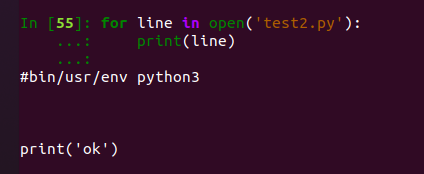 In [55]: for line in open('test2.py'):
    ...:     print(line)
    ...:
#bin/usr/env python3
print('ok')